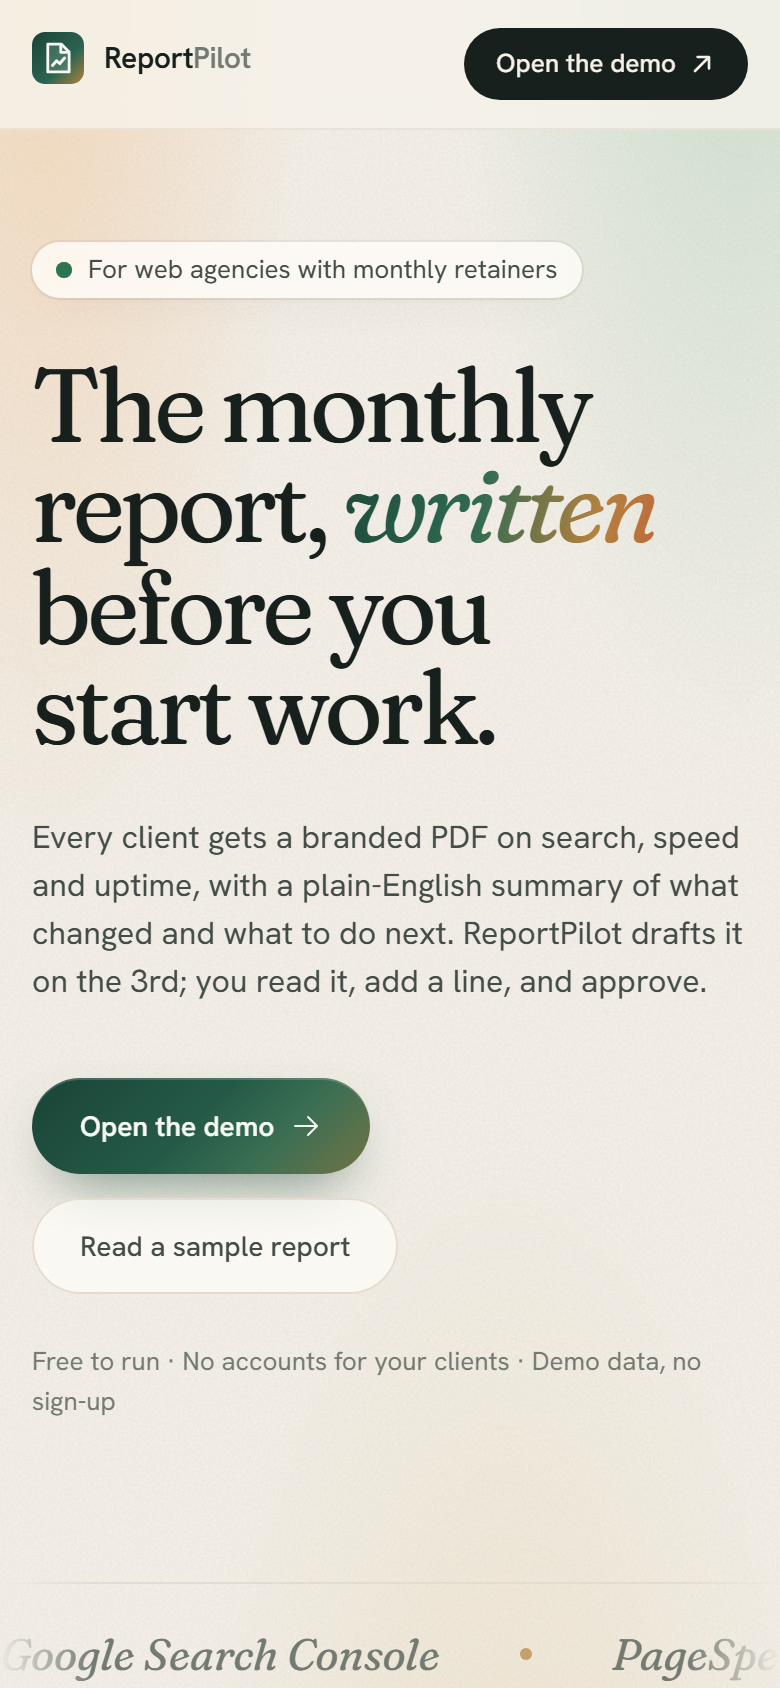 ReportPilot
Open the demo
For web agencies with monthly retainers
The monthly
report, written
before you
start work.
Every client gets a branded PDF on search, speed
and uptime, with a plain-English summary of what
changed and what to do next. ReportPilot drafts it
on the 3rd; you read it, add a line, and approve.
Open the demo
Read a sample report
Free to run · No accounts for your clients · Demo data, no
sign-up
Google Search Console • PageSpe